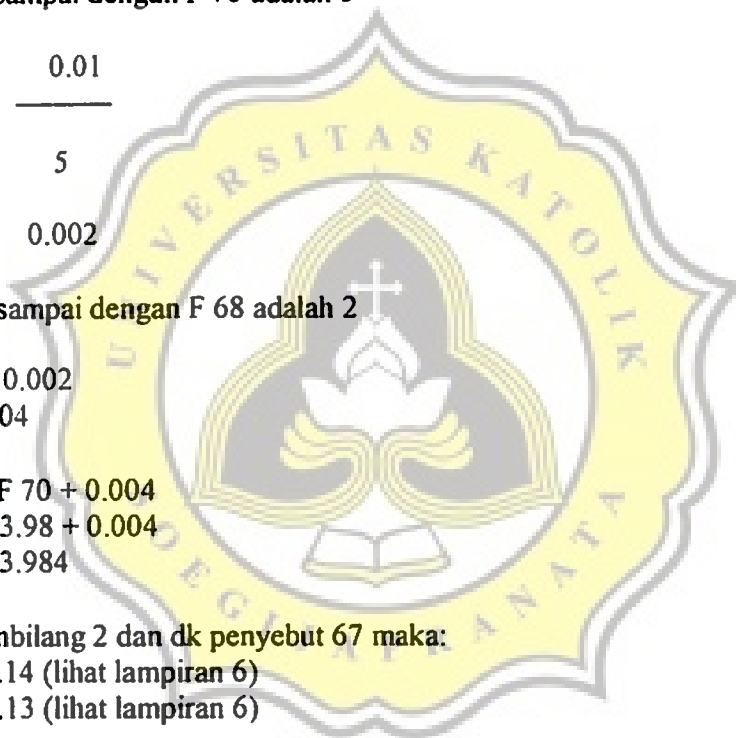 sampai dengan F 70 adalah 5
0.01
5
0.002
sampai dengan F 68 adalah 2
0.002
04
F 70 + 0.004
3.98 + 0.004
3.984
mbilang 2 dan dk penyebut 67 maka:
.14 (lihat lampiran 6)
.13 (lihat lampiran 6)
UNIVERSITAS KATOLIK
SOEGIJAPRANATA